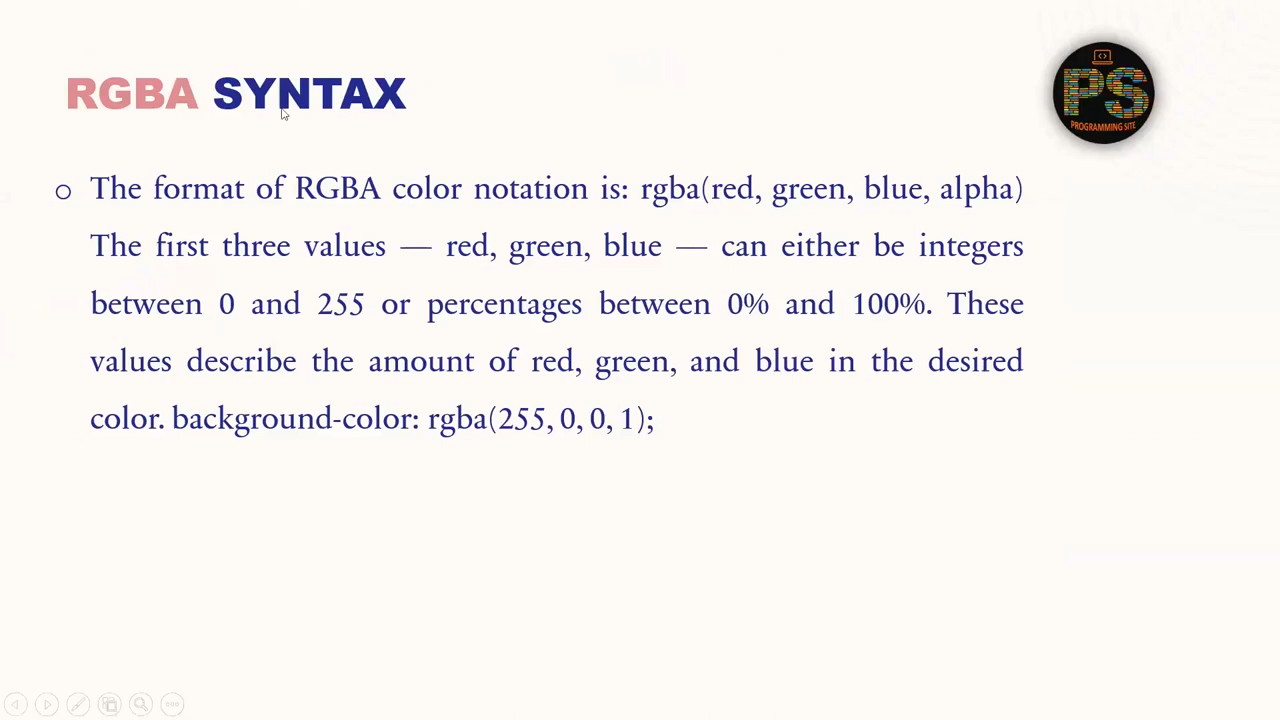 RGBA SYNTAX
PS
PROGRAMMING SITE
o The format of RGBA color notation is: rgba(red, green, blue, alpha)
The first three values — red, green, blue — can either be integers
between 0 and 255 or percentages between 0% and 100%. These
values describe the amount of red, green, and blue in the desired
color. background-color: rgba(255, 0, 0, 1);